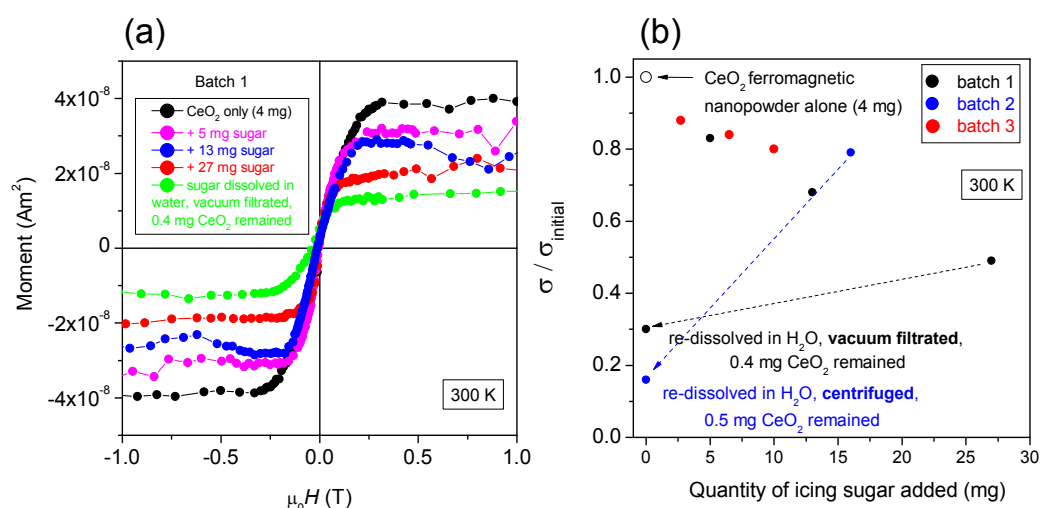 (a)
Batch 1
CeO₂ only (4 mg)
+ 5 mg sugar
+ 13 mg sugar
+ 27 mg sugar
sugar dissolved in
water, vacuum filtrated,
0.4 mg CeO₂ remained
300 K
4x10⁻⁸
2x10⁻⁸
0
-2x10⁻⁸
-4x10⁻⁸
Moment (Am²)
-1.0 -0.5 0.0 0.5 1.0
μ₀H (T)
(b)
CeO₂ ferromagnetic
nanopowder alone (4 mg)
batch 1
batch 2
batch 3
300 K
re-dissolved in H₂O, vacuum filtrated,
0.4 mg CeO₂ remained
re-dissolved in H₂O, centrifuged,
0.5 mg CeO₂ remained
1.0
0.8
0.6
0.4
0.2
0.0
σ / σinitial
0 5 10 15 20 25 30
Quantity of icing sugar added (mg)